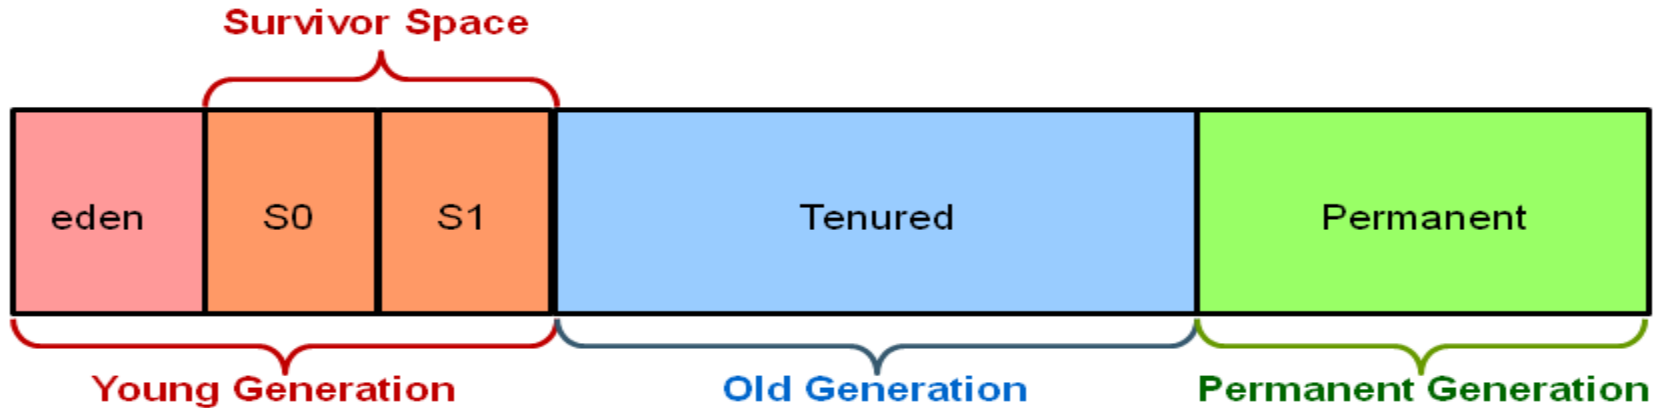 Survivor Space
eden
S0
S1
Tenured
Permanent
Young Generation
Old Generation
Permanent Generation